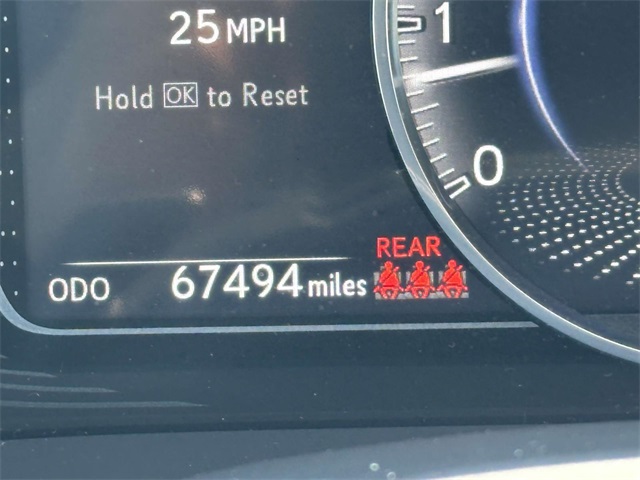 25 MPH
1
Hold OK to Reset
0
REAR
ODO 67494 miles